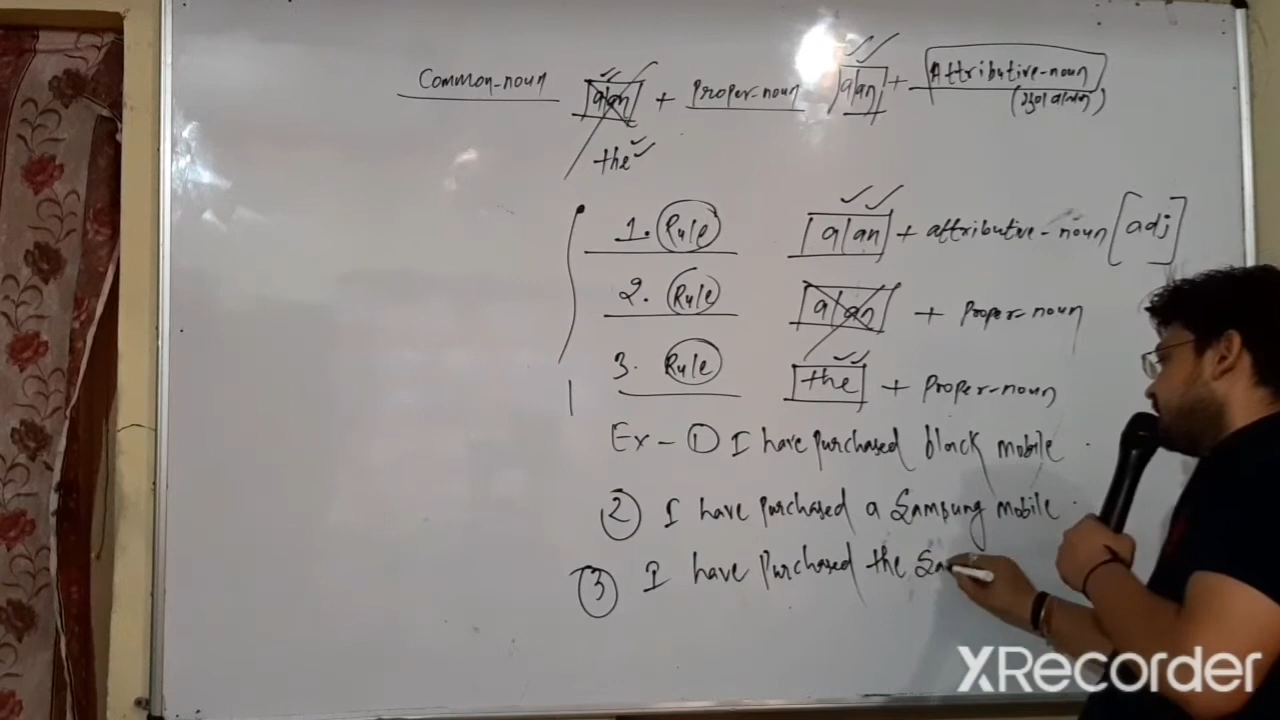 Common-noun a/an + Proper-noun a/an + Attributive-noun
the
1. Rule a/an + attributive-noun [adj]
2. Rule a/an + Proper-noun
3. Rule the + Proper-noun
Ex- ① I have purchased black mobile.
② I have purchased a Samsung mobile.
③ I have purchased the Sa
XRecorder